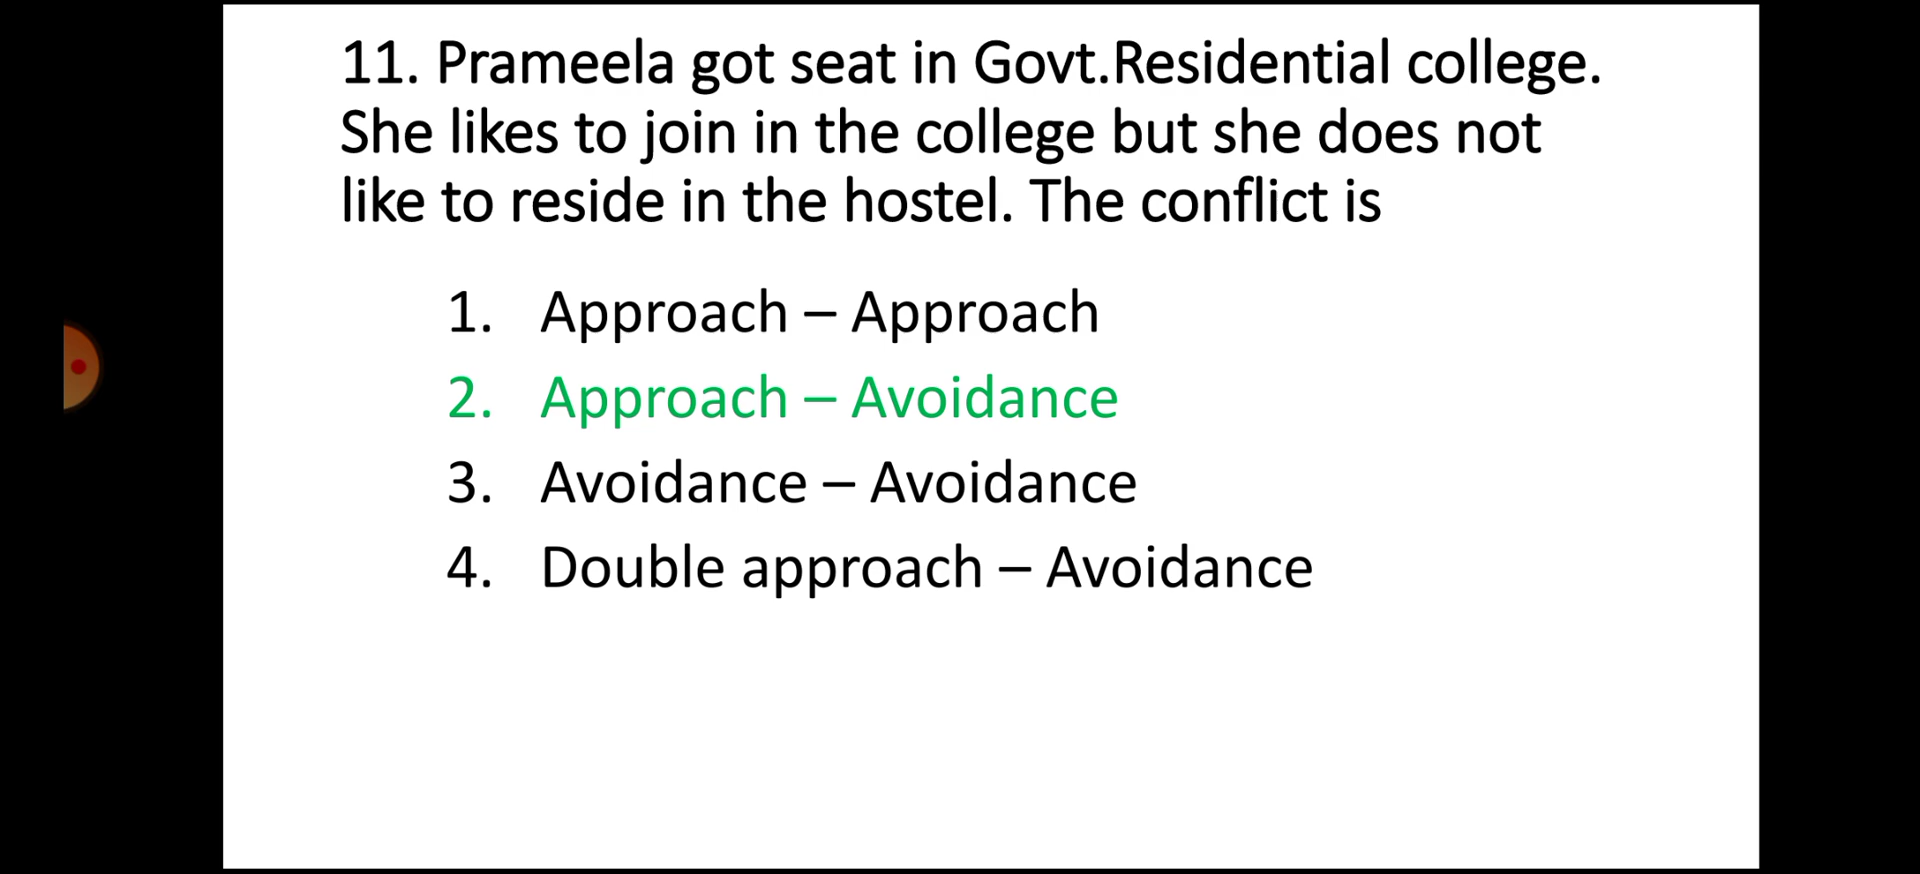 11. Prameela got seat in Govt.Residential college.
She likes to join in the college but she does not
like to reside in the hostel. The conflict is
1. Approach – Approach
2. Approach – Avoidance
3. Avoidance – Avoidance
4. Double approach – Avoidance